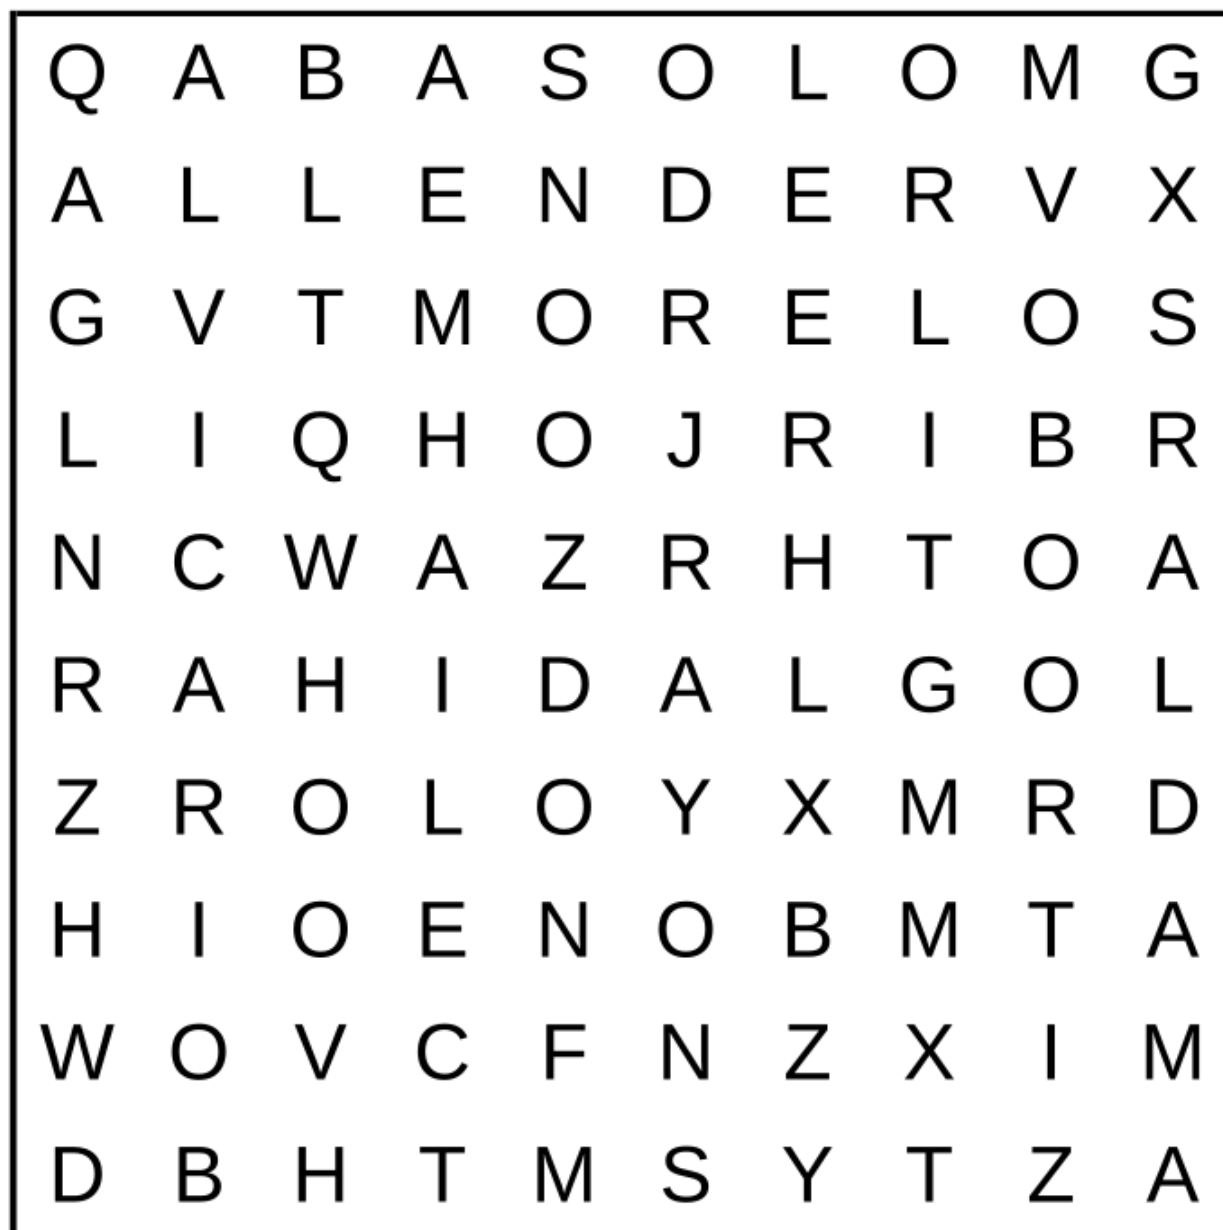 Q A B A S O L O M G
A L L E N D E R V X
G V T M O R E L O S
L I Q H O J R I B R
N C W A Z R H T O A
R A H I D A L G O L
Z R O L O Y X M R D
H I O E N O B M T A
W O V C F N Z X I M
D B H T M S Y T Z A